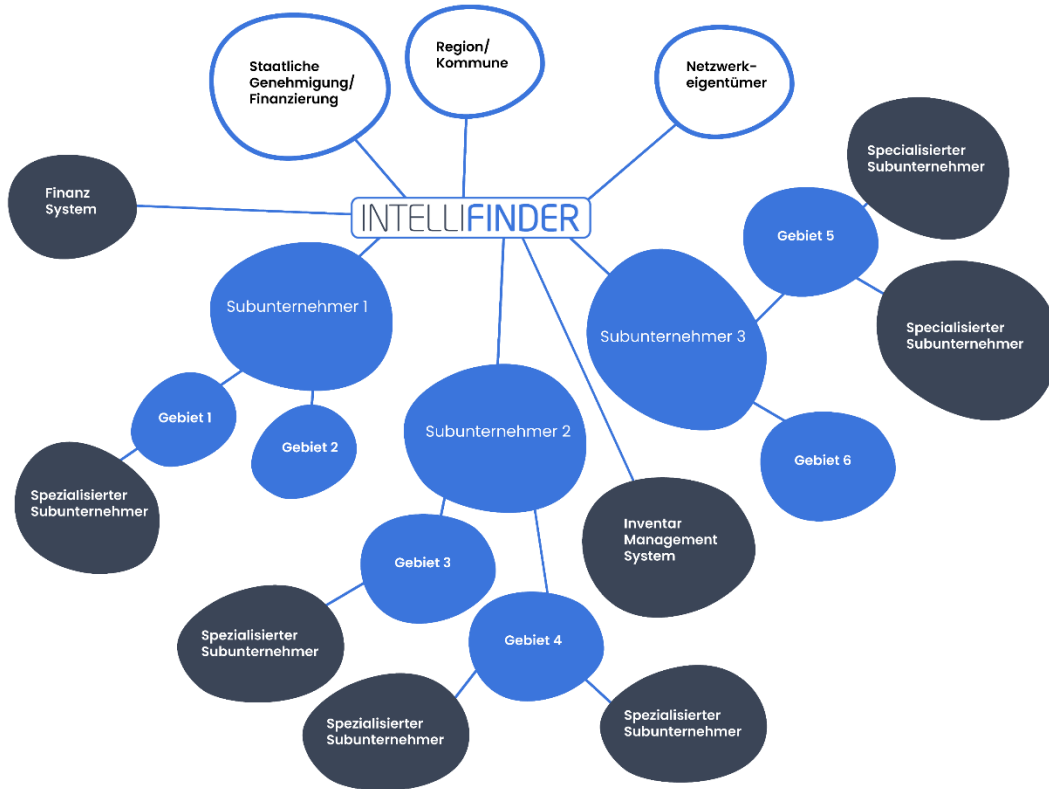 Staatliche
Genehmigung/
Finanzierung
Region/
Kommune
Netzwerk-
eigentümer
Specialisierter
Subunternehmer
Finanz
System
INTELLIFINDER
Gebiet 5
Subunternehmer 1
Subunternehmer 3
Specialisierter
Subunternehmer
Gebiet 1
Gebiet 2
Subunternehmer 2
Gebiet 6
Spezialisierter
Subunternehmer
Inventar
Management
System
Gebiet 3
Spezialisierter
Subunternehmer
Gebiet 4
Spezialisierter
Subunternehmer
Spezialisierter
Subunternehmer